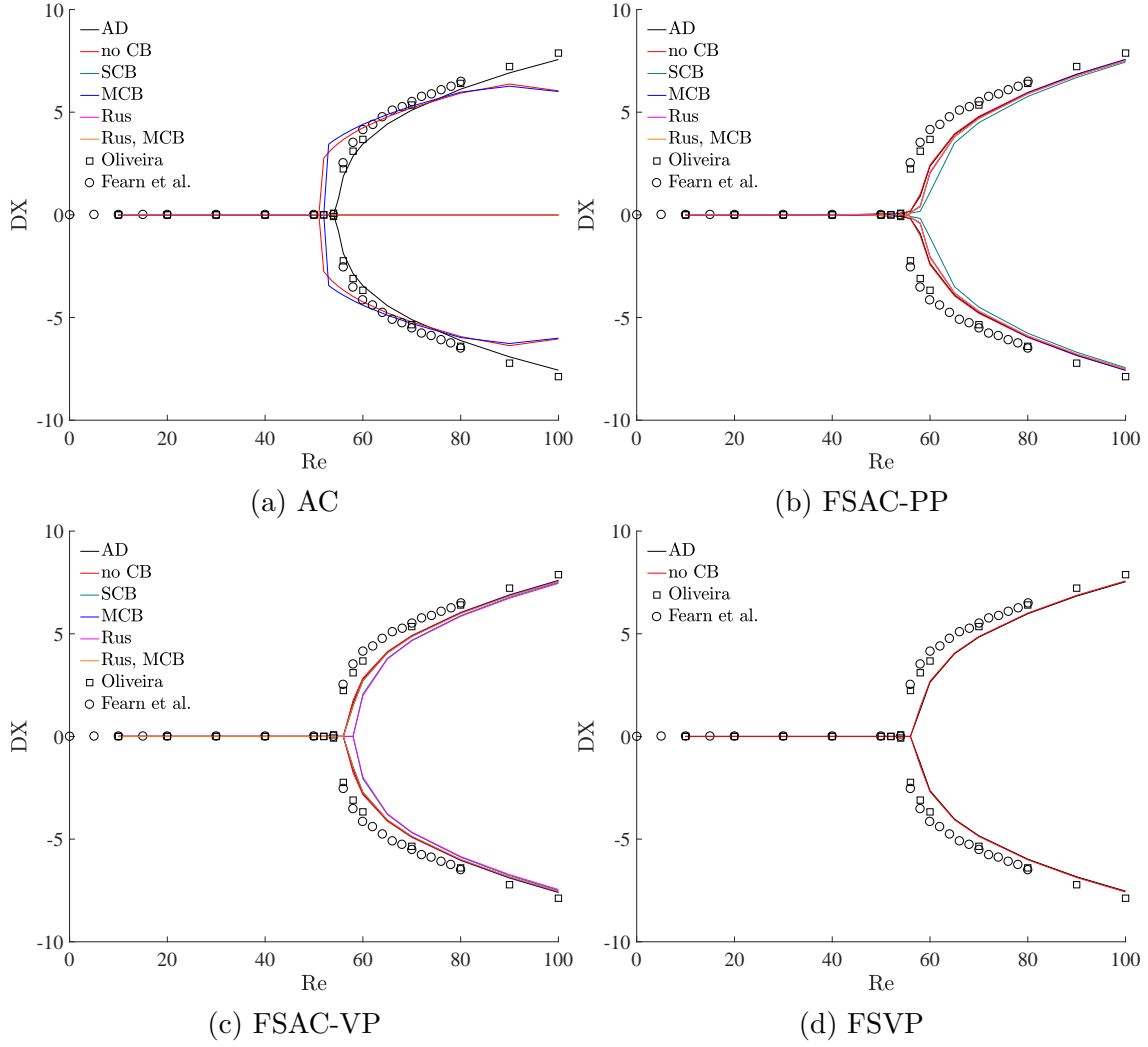 10
5
0
-5
-10
DX
AD
no CB
SCB
MCB
Rus
Rus, MCB
Oliveira
Fearn et al.
0 20 40 60 80 100
Re
(a) AC
10
5
0
-5
-10
DX
AD
no CB
SCB
MCB
Rus
Rus, MCB
Oliveira
Fearn et al.
0 20 40 60 80 100
Re
(b) FSAC-PP
10
5
0
-5
-10
DX
AD
no CB
SCB
MCB
Rus
Rus, MCB
Oliveira
Fearn et al.
0 20 40 60 80 100
Re
(c) FSAC-VP
10
5
0
-5
-10
DX
AD
no CB
Oliveira
Fearn et al.
0 20 40 60 80 100
Re
(d) FSVP